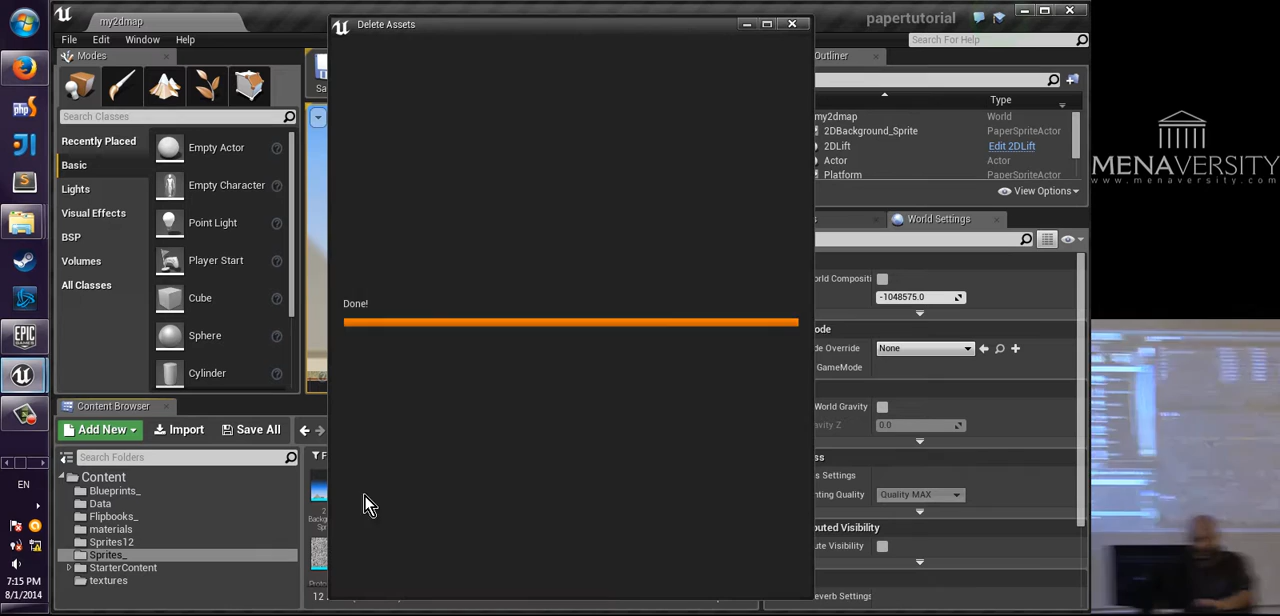 my2dmap
Delete Assets
papertutorial
File
Edit
Window
Help
Search For Help
Modes
Outliner
Search Classes
Recently Placed
Basic
Lights
Visual Effects
BSP
Volumes
All Classes
Empty Actor
Empty Character
Point Light
Player Start
Cube
Sphere
Cylinder
Type
my2dmap
World
2DBackground_Sprite
PaperSpriteActor
2DLift
Edit 2DLift
Actor
Actor
Platform
PaperSpriteActor
View Options
World Settings
-1048575.0
None
GameMode
World Gravity
0.0
Quality MAX
Done!
Content Browser
Add New
Import
Save All
Search Folders
Content
Blueprints_
Data
Flipbooks_
materials
Sprites12
Sprites_
StarterContent
textures
EN
7:15 PM
8/1/2014
EPIC
GAMES
php
MENAVERSITY
www.menaversity.com